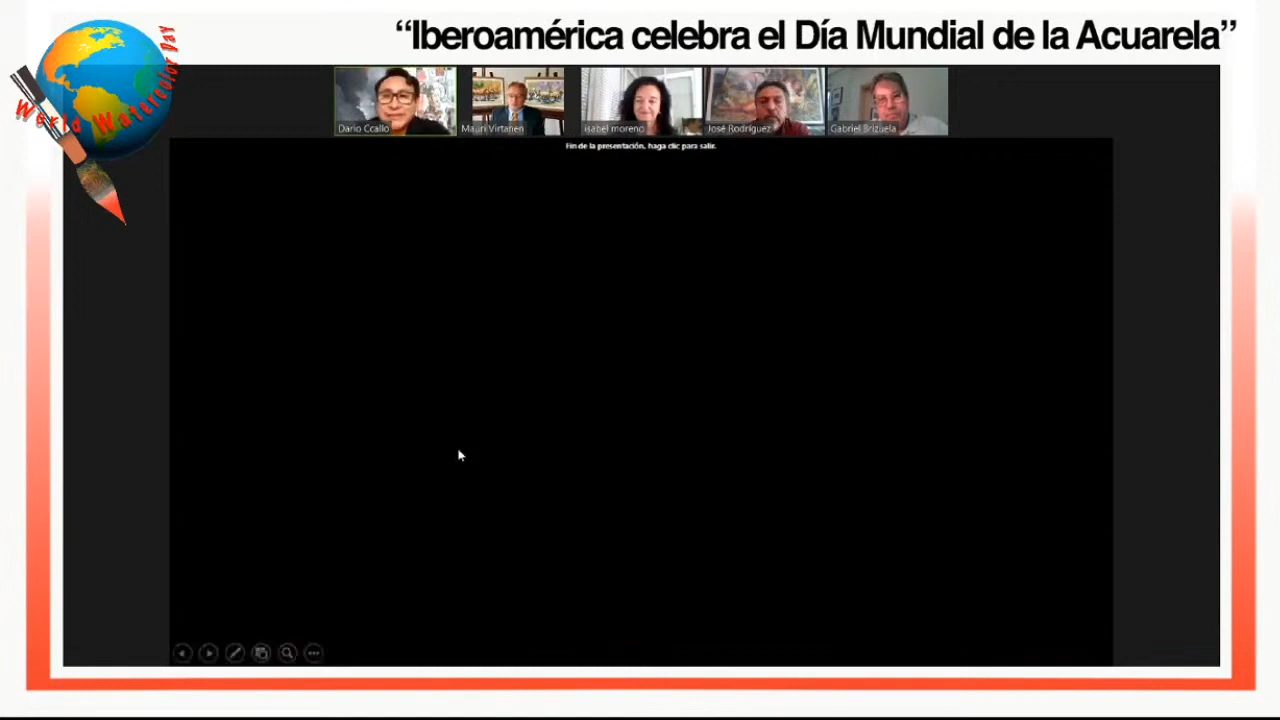 “Iberoamérica celebra el Día Mundial de la Acuarela”
World Watercolor Day
Dario Ccallo
Mauri Virtanen
isabel moreno
José Rodríguez
Gabriel Brizuela
Fin de la presentación, haga clic para salir.